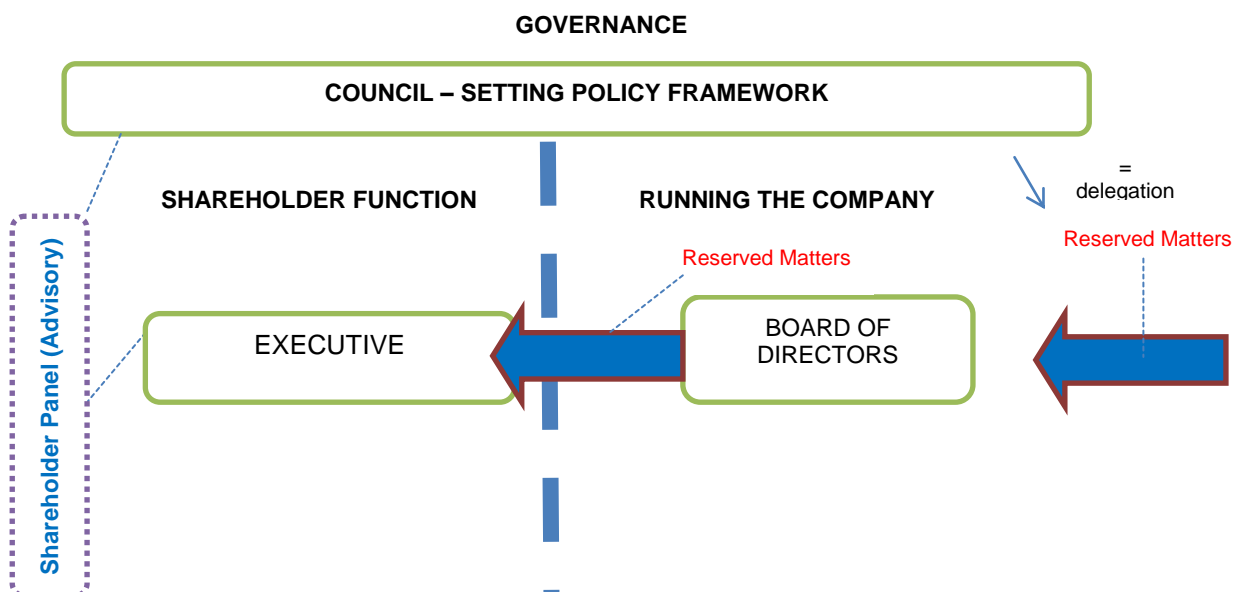 GOVERNANCE
COUNCIL – SETTING POLICY FRAMEWORK
SHAREHOLDER FUNCTION
RUNNING THE COMPANY
=
delegation
Reserved Matters
Reserved Matters
Shareholder Panel (Advisory)
EXECUTIVE
BOARD OF
DIRECTORS